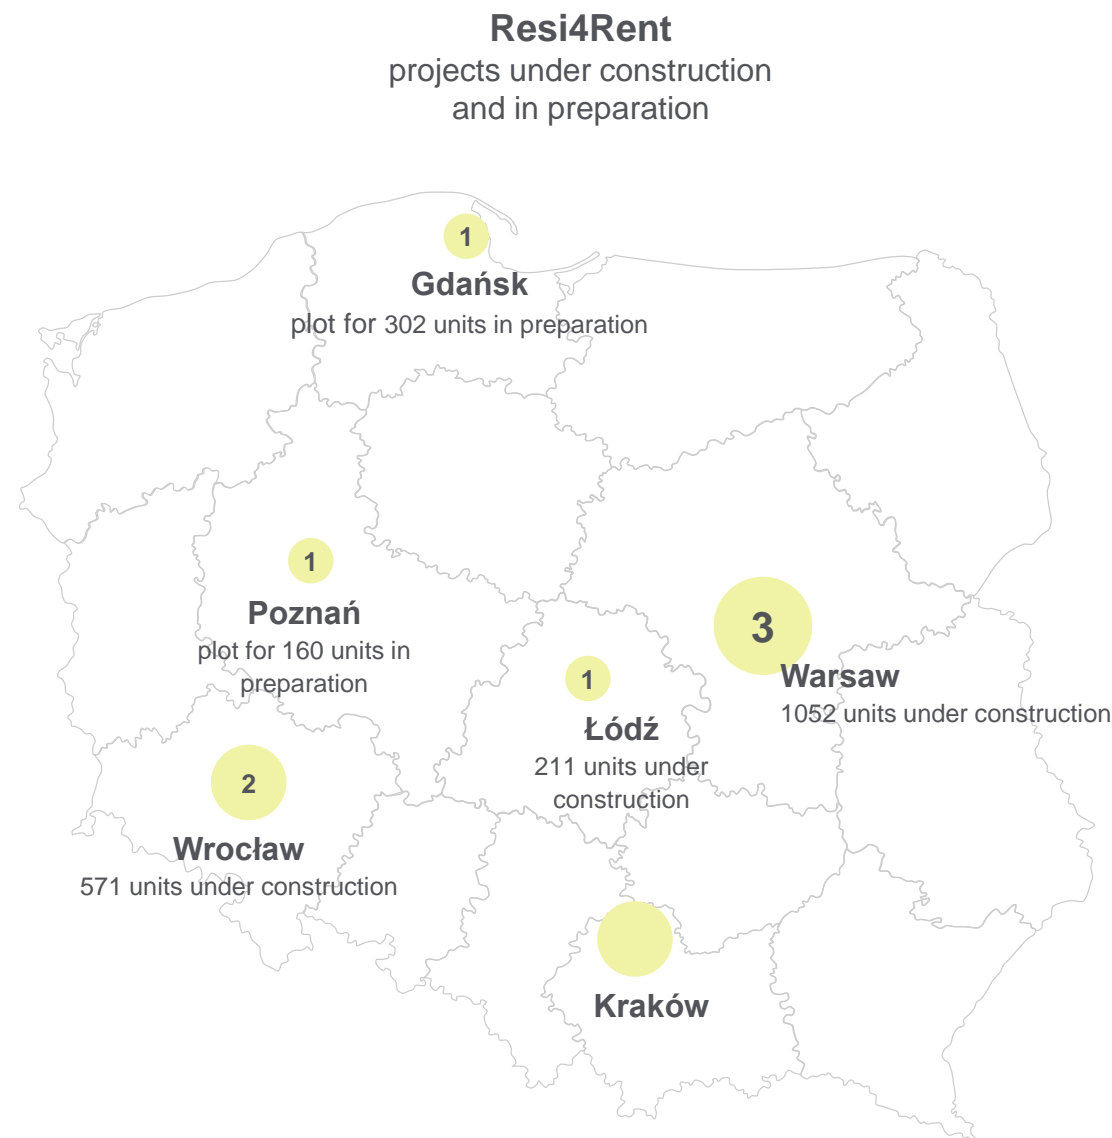 Resi4Rent
projects under construction
and in preparation
1
Gdańsk
plot for 302 units in preparation
1
Poznań
plot for 160 units in
preparation
3
Warsaw
1052 units under construction
1
Łódź
211 units under
construction
2
Wrocław
571 units under construction
Kraków